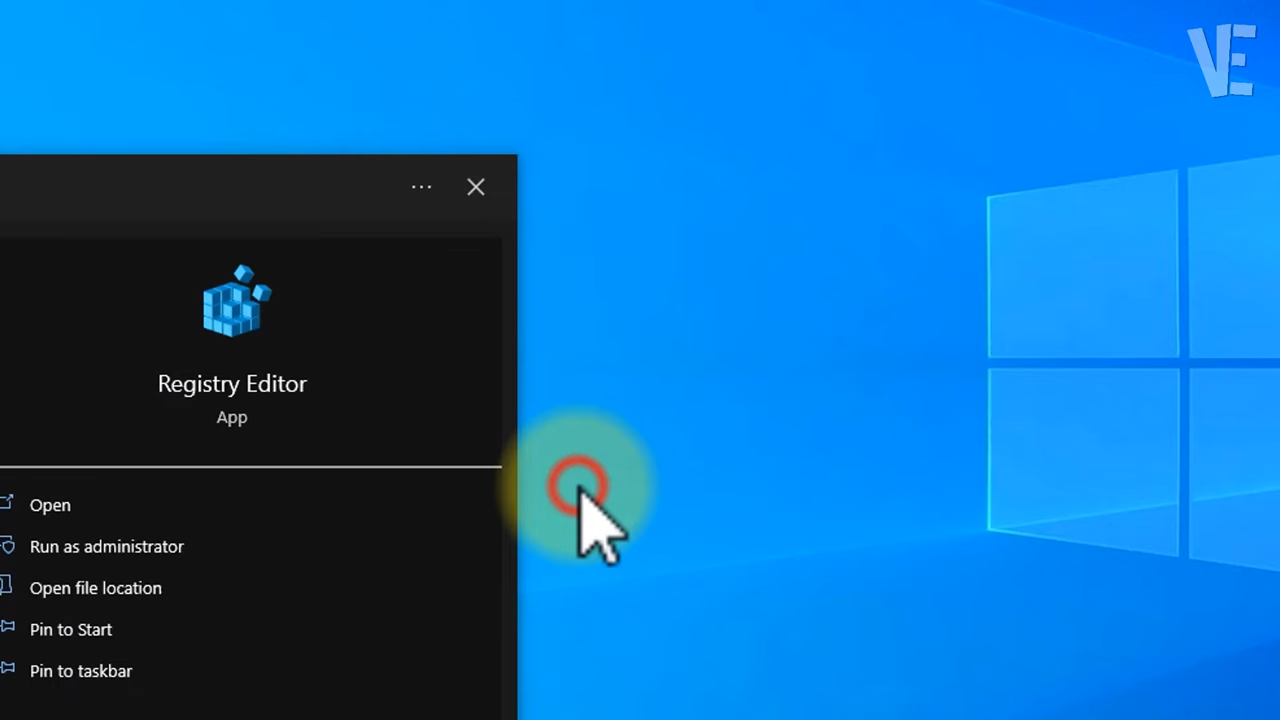 VE
Registry Editor
App
Open
Run as administrator
Open file location
Pin to Start
Pin to taskbar